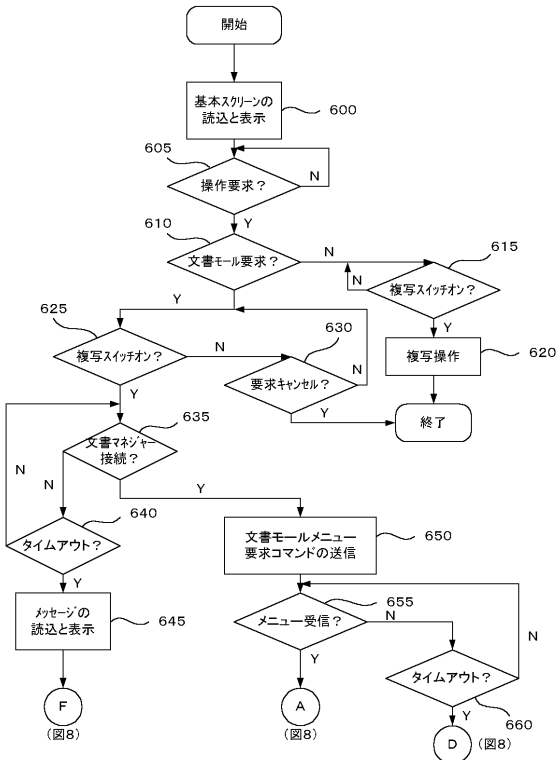 開始
基本スクリーンの
読込と表示
600
605
操作要求？
N
Y
610
文書モール要求？
N
Y
615
複写スイッチオン？
N
Y
複写操作
620
終了
625
複写スイッチオン？
N
Y
630
要求キャンセル？
N
Y
635
文書マネジャー
接続？
N
Y
640
タイムアウト？
N
Y
メッセージの
読込と表示
645
F
(図8)
文書モールメニュー
要求コマンドの送信
650
655
メニュー受信？
N
Y
A
(図8)
タイムアウト？
N
660
Y
D
(図8)